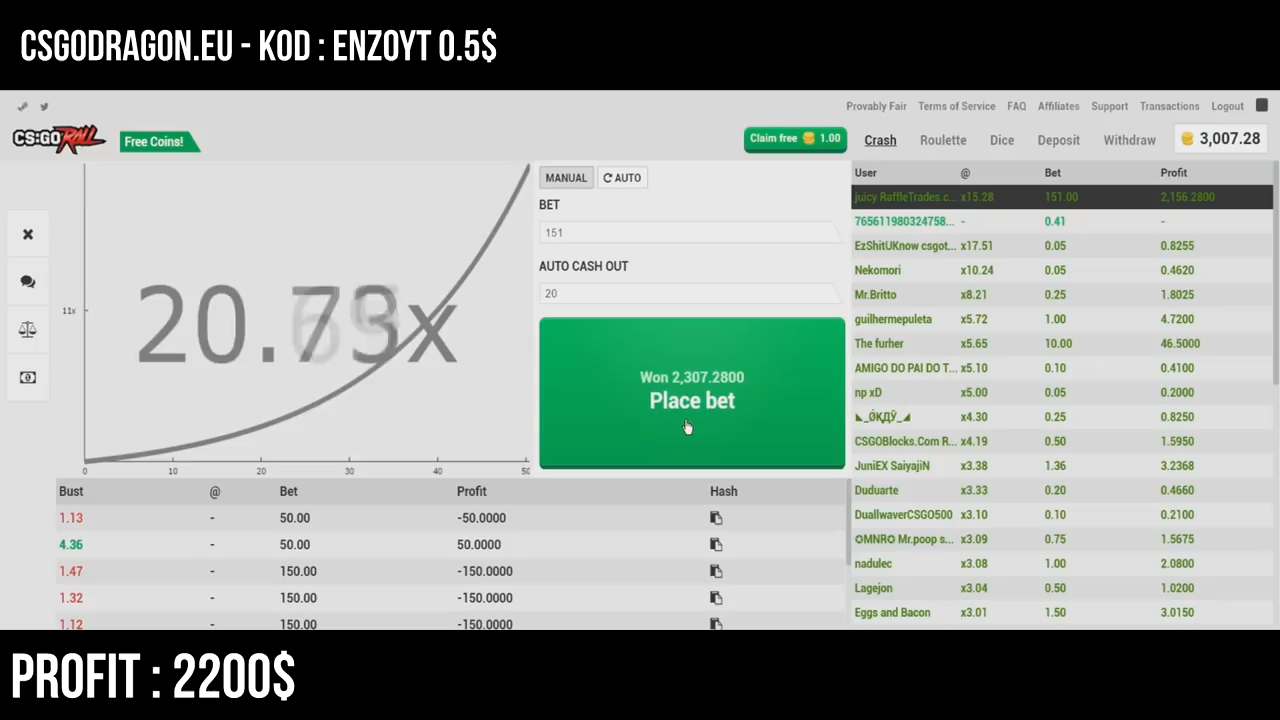 CSGODRAGON.EU - KOD : ENZOYT 0.5$
Provably Fair Terms of Service FAQ Affiliates Support Transactions Logout
CS:GO ROLL Free Coins! Claim free 1.00 Crash Roulette Dice Deposit Withdraw 3,007.28
MANUAL AUTO
BET
151
AUTO CASH OUT
20
Won 2,307.2800
Place bet
11x
20.73x
0 10 20 30 40 50
User @ Bet Profit
juicy RaffleTrades.c... x15.28 151.00 2,156.2800
765611980324758... - 0.41 -
EzShitUKnow csgot... x17.51 0.05 0.8255
Nekomori x10.24 0.05 0.4620
Mr.Britto x8.21 0.25 1.8025
guilhermepuleta x5.72 1.00 4.7200
The furher x5.65 10.00 46.5000
AMIGO DO PAI DO T... x5.10 0.10 0.4100
np xD x5.00 0.05 0.2000
x4.30 0.25 0.8250
CSGOBlocks.Com R... x4.19 0.50 1.5950
JuniEX SaiyajiN x3.38 1.36 3.2368
Duduarte x3.33 0.20 0.4660
DuallwaverCSGO500 x3.10 0.10 0.2100
✪MNR✪ Mr.poop s... x3.09 0.75 1.5675
nadulec x3.08 1.00 2.0800
Lagejon x3.04 0.50 1.0200
Eggs and Bacon x3.01 1.50 3.0150
Bust @ Bet Profit Hash
1.13 - 50.00 -50.0000
4.36 - 50.00 50.0000
1.47 - 150.00 -150.0000
1.32 - 150.00 -150.0000
1.12 - 150.00 -150.0000
PROFIT : 2200$